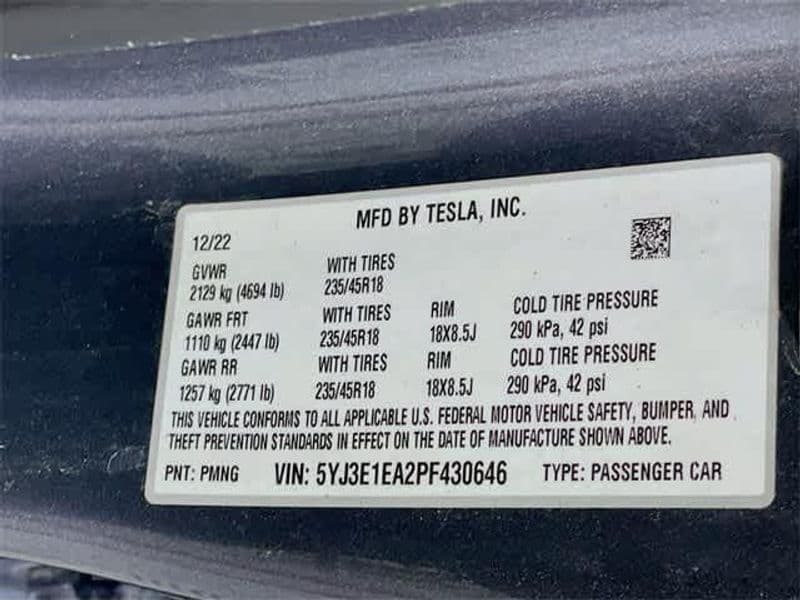 MFD BY TESLA, INC.
12/22
GVWR WITH TIRES
2129 kg (4694 lb) 235/45R18
GAWR FRT WITH TIRES RIM COLD TIRE PRESSURE
1110 kg (2447 lb) 235/45R18 18X8.5J 290 kPa, 42 psi
GAWR RR WITH TIRES RIM COLD TIRE PRESSURE
1257 kg (2771 lb) 235/45R18 18X8.5J 290 kPa, 42 psi
THIS VEHICLE CONFORMS TO ALL APPLICABLE U.S. FEDERAL MOTOR VEHICLE SAFETY, BUMPER, AND
THEFT PREVENTION STANDARDS IN EFFECT ON THE DATE OF MANUFACTURE SHOWN ABOVE.
PNT: PMNG VIN: 5YJ3E1EA2PF430646 TYPE: PASSENGER CAR